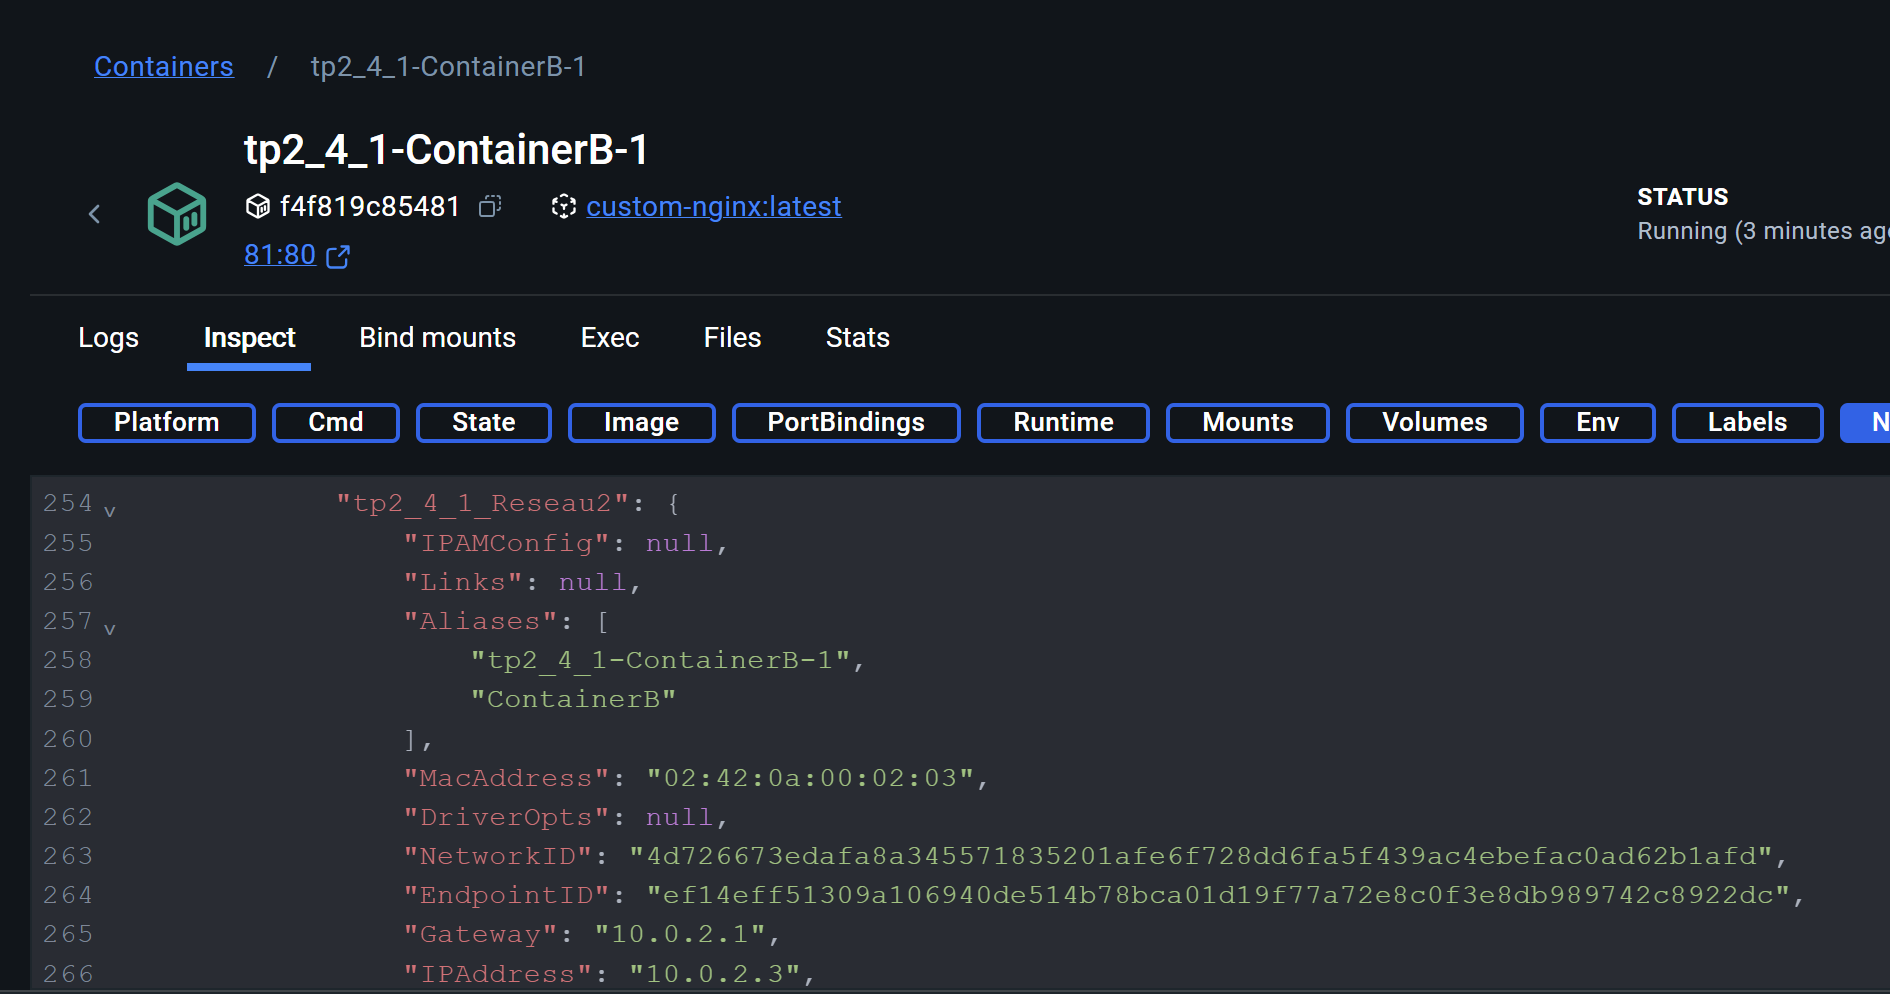 Containers / tp2_4_1-ContainerB-1
tp2_4_1-ContainerB-1
f4f819c85481 custom-nginx:latest
81:80
STATUS
Running (3 minutes ago
Logs Inspect Bind mounts Exec Files Stats
Platform Cmd State Image PortBindings Runtime Mounts Volumes Env Labels N
254 "tp2_4_1_Reseau2": {
255 "IPAMConfig": null,
256 "Links": null,
257 "Aliases": [
258 "tp2_4_1-ContainerB-1",
259 "ContainerB"
260 ],
261 "MacAddress": "02:42:0a:00:02:03",
262 "DriverOpts": null,
263 "NetworkID": "4d726673edafa8a345571835201afe6f728dd6fa5f439ac4ebefac0ad62b1afd",
264 "EndpointID": "ef14eff51309a106940de514b78bca01d19f77a72e8c0f3e8db989742c8922dc",
265 "Gateway": "10.0.2.1",
266 "IPAddress": "10.0.2.3",